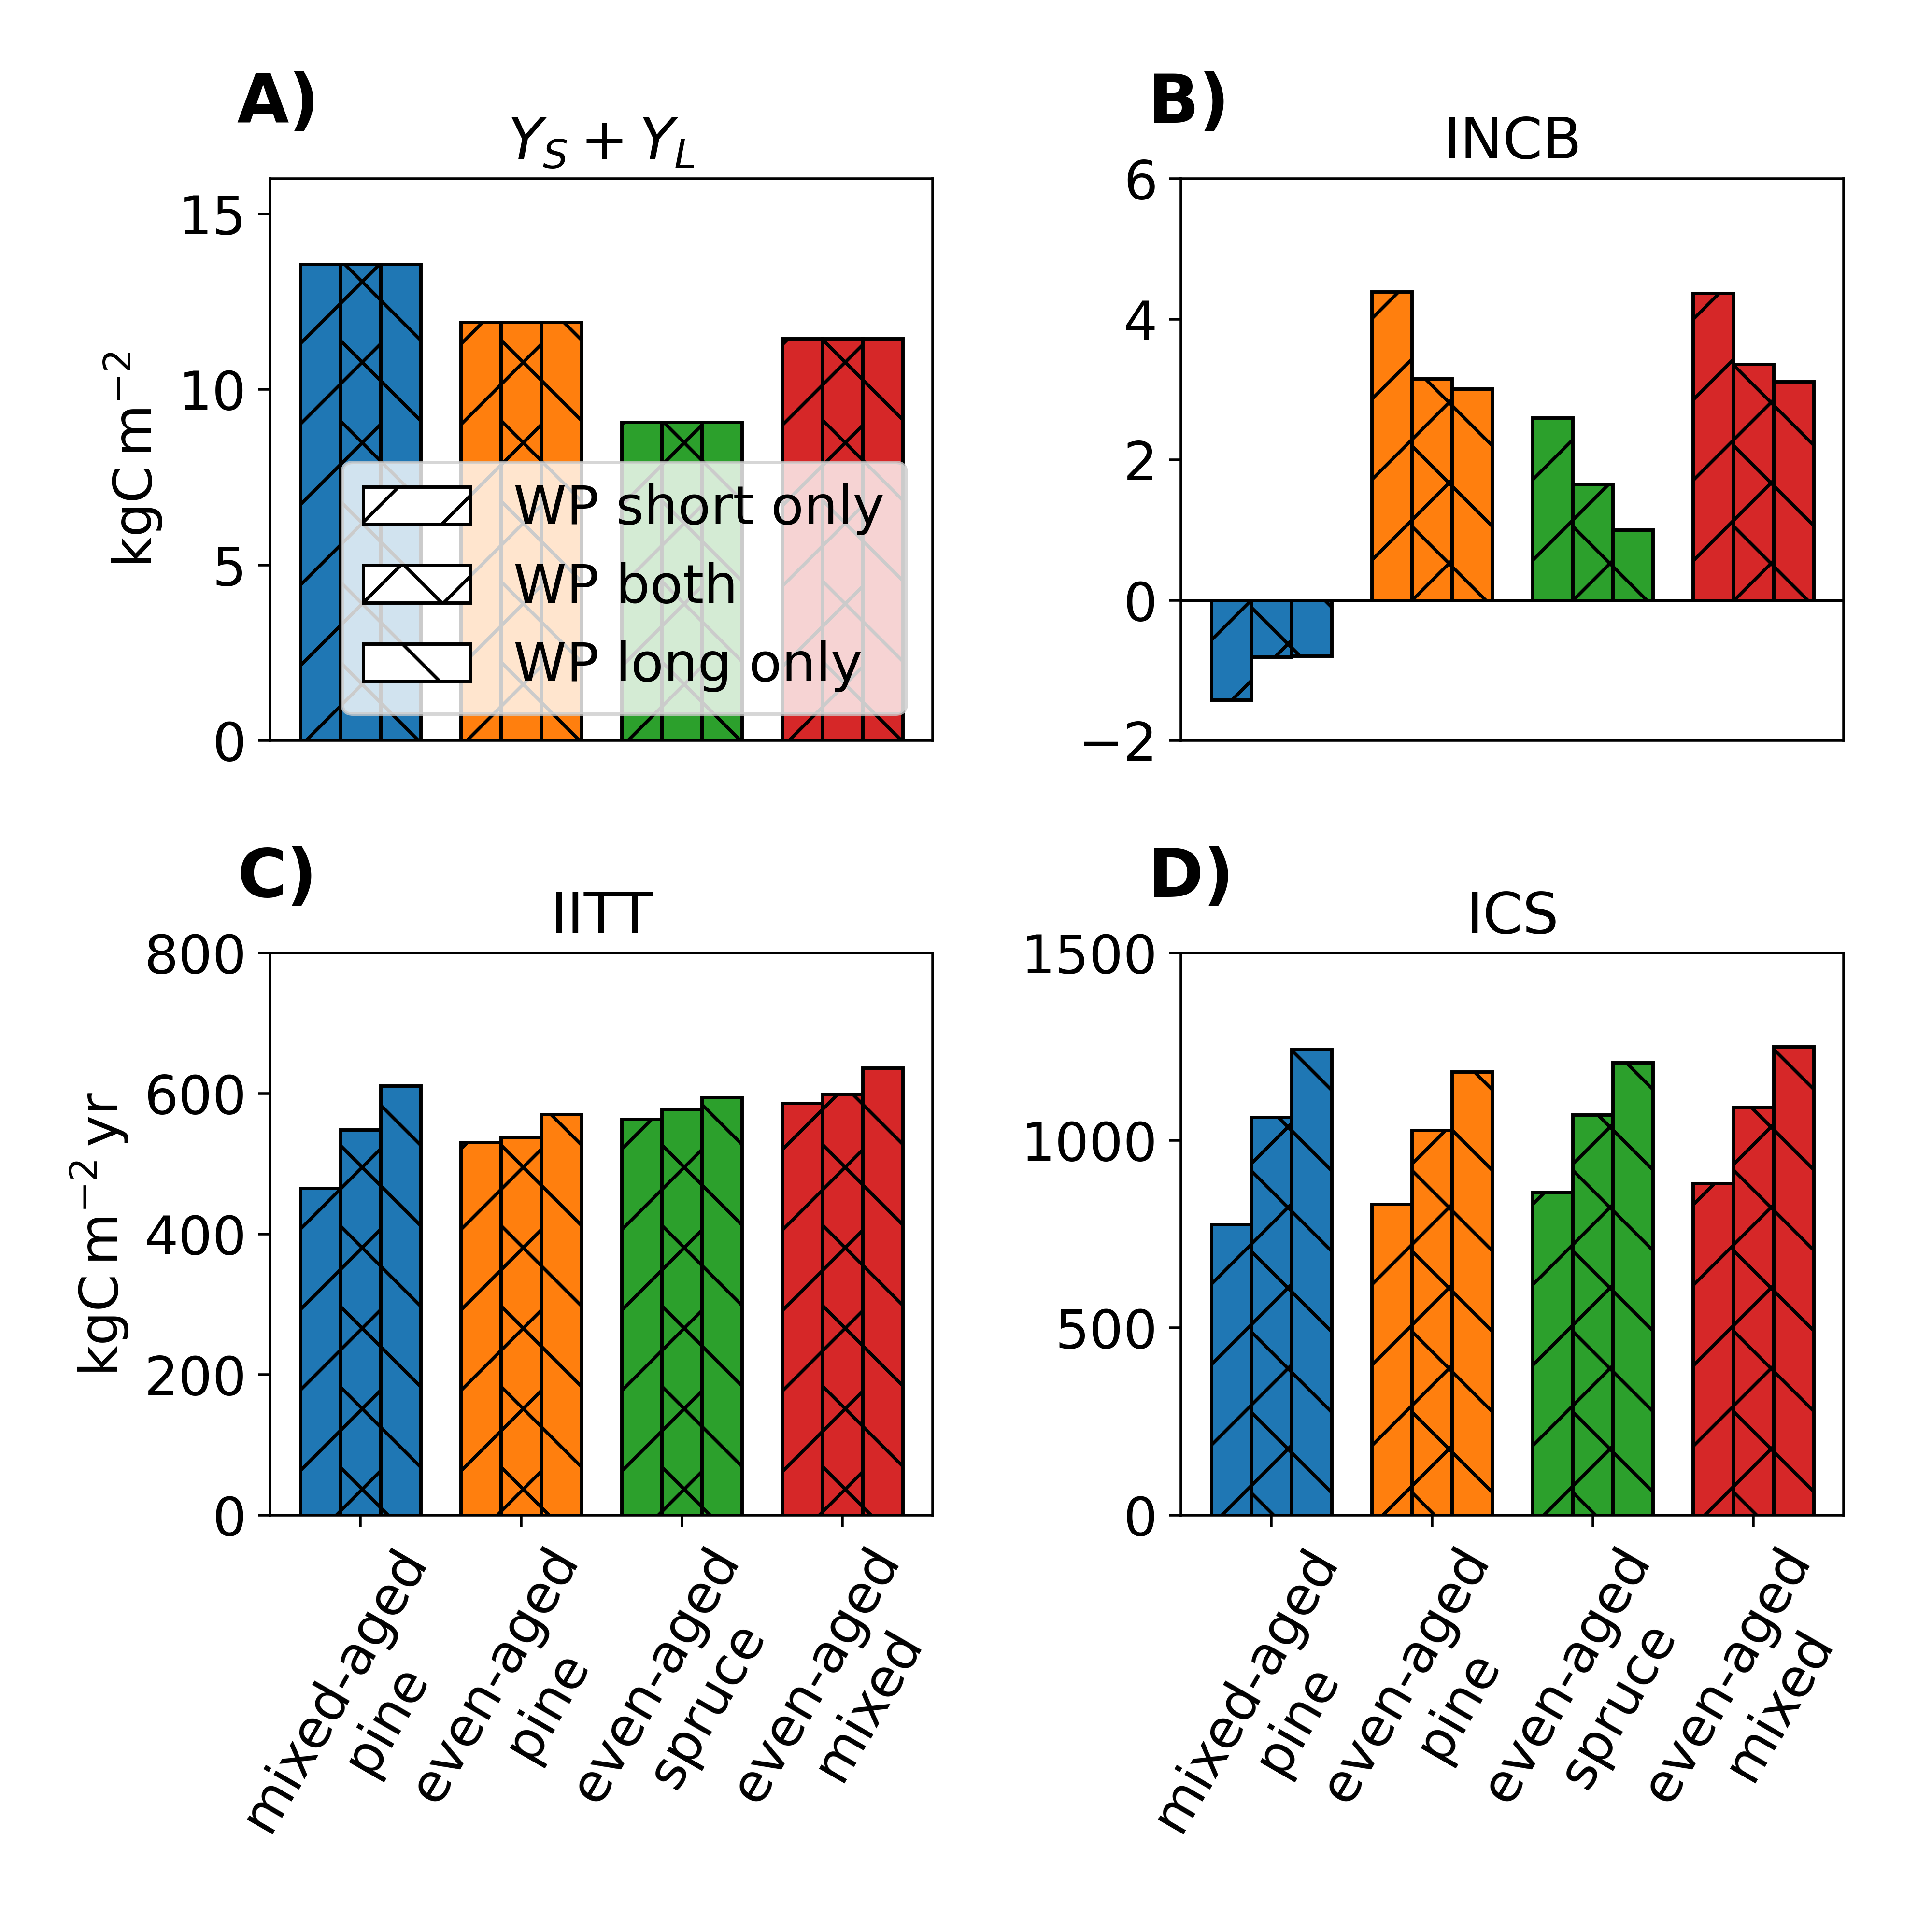 A)
Y_S + Y_L
kgC m⁻²
15
10
5
0
WP short only
WP both
WP long only
B)
INCB
6
4
2
0
−2
C)
IITT
kgC m⁻² yr
800
600
400
200
0
mixed-aged
pine
even-aged
pine
even-aged
spruce
even-aged
mixed
D)
ICS
1500
1000
500
0
mixed-aged
pine
even-aged
pine
even-aged
spruce
even-aged
mixed